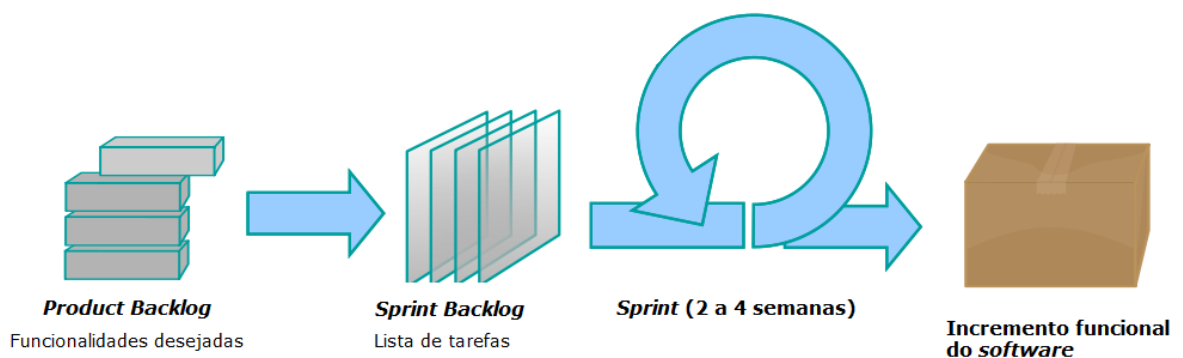 Product Backlog
Funcionalidades desejadas
Sprint Backlog
Lista de tarefas
Sprint (2 a 4 semanas)
Incremento funcional
do software